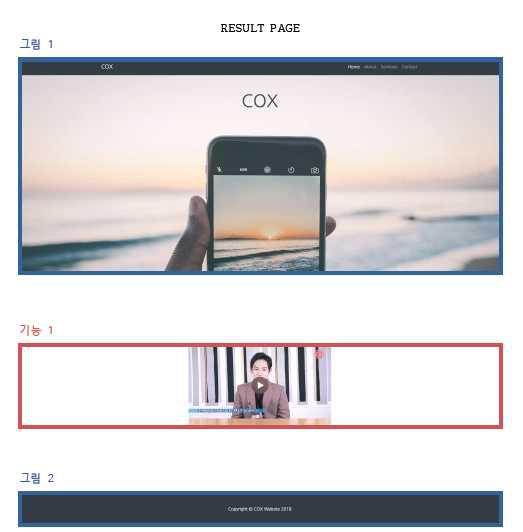 RESULT PAGE
그림 1
COX
Home About Services Contact
COX
기능 1
그림 2
Copyright © COX Website 2018